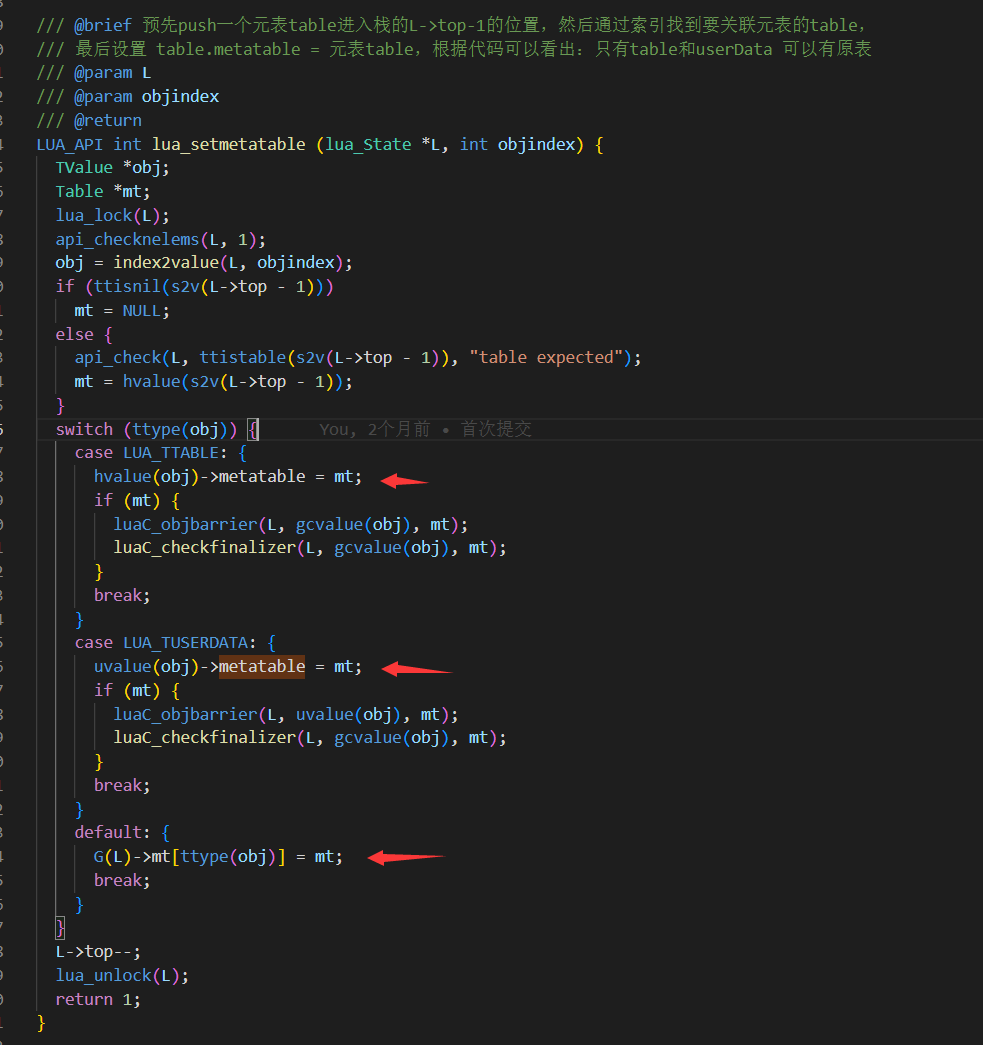 /// @brief 预先push一个元表table进入栈的L->top-1的位置，然后通过索引找到要关联元表的table，
/// 最后设置 table.metatable = 元表table，根据代码可以看出：只有table和userData 可以有原表
/// @param L
/// @param objindex
/// @return
LUA_API int lua_setmetatable (lua_State *L, int objindex) {
  TValue *obj;
  Table *mt;
  lua_lock(L);
  api_checknelems(L, 1);
  obj = index2value(L, objindex);
  if (ttisnil(s2v(L->top - 1)))
    mt = NULL;
  else {
    api_check(L, ttistable(s2v(L->top - 1)), "table expected");
    mt = hvalue(s2v(L->top - 1));
  }
  switch (ttype(obj)) {      You, 2个月前 • 首次提交
    case LUA_TTABLE: {
      hvalue(obj)->metatable = mt;
      if (mt) {
        luaC_objbarrier(L, gcvalue(obj), mt);
        luaC_checkfinalizer(L, gcvalue(obj), mt);
      }
      break;
    }
    case LUA_TUSERDATA: {
      uvalue(obj)->metatable = mt;
      if (mt) {
        luaC_objbarrier(L, uvalue(obj), mt);
        luaC_checkfinalizer(L, gcvalue(obj), mt);
      }
      break;
    }
    default: {
      G(L)->mt[ttype(obj)] = mt;
      break;
    }
  }
  L->top--;
  lua_unlock(L);
  return 1;
}